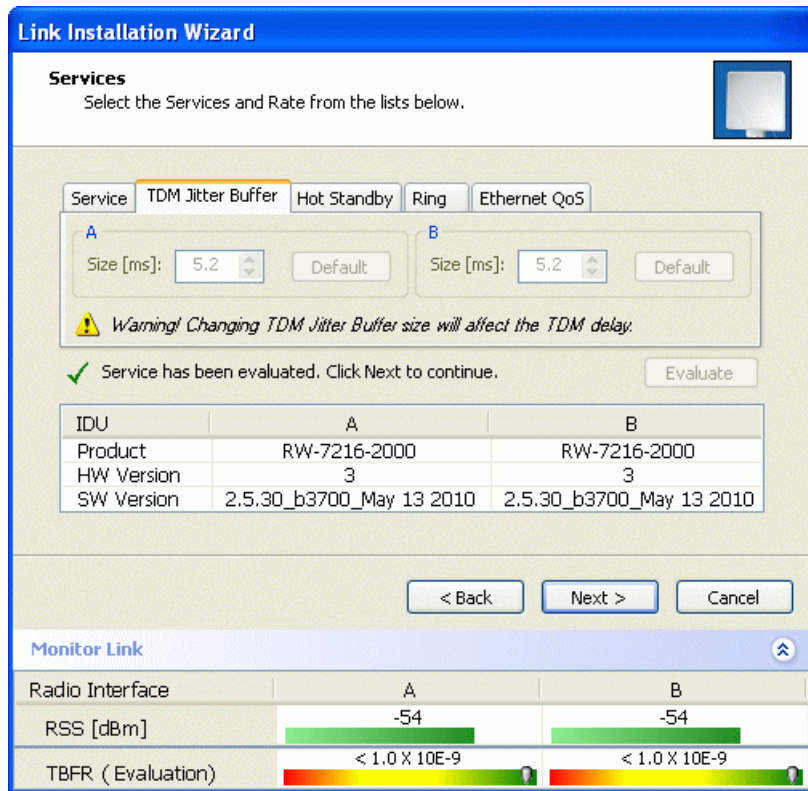 Link Installation Wizard
Services
Select the Services and Rate from the lists below.
Service TDM Jitter Buffer Hot Standby Ring Ethernet QoS
A B
Size [ms]: 5.2 Default Size [ms]: 5.2 Default
Warning! Changing TDM Jitter Buffer size will affect the TDM delay.
Service has been evaluated. Click Next to continue. Evaluate
IDU A B
Product RW-7216-2000 RW-7216-2000
HW Version 3 3
SW Version 2.5.30_b3700_May 13 2010 2.5.30_b3700_May 13 2010
< Back Next > Cancel
Monitor Link
Radio Interface A B
RSS [dBm] -54 -54
TBFR ( Evaluation) < 1.0 X 10E-9 < 1.0 X 10E-9